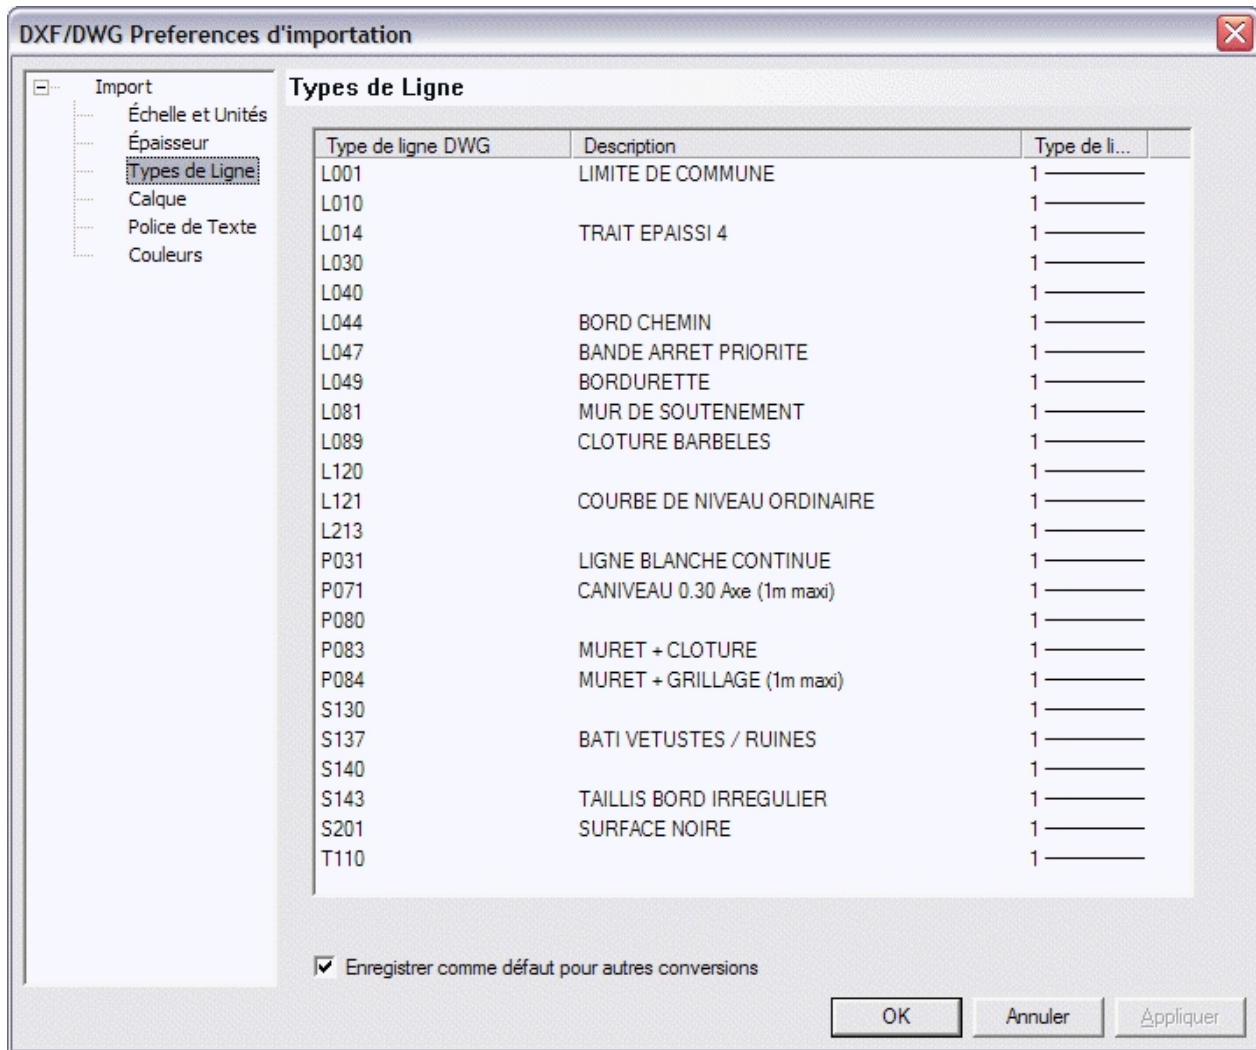 DXF/DWG Preferences d'importation
Import
Échelle et Unités
Épaisseur
Types de Ligne
Calque
Police de Texte
Couleurs
Types de Ligne
Type de ligne DWG Description Type de li...
L001 LIMITE DE COMMUNE 1
L010 1
L014 TRAIT EPAISSI 4 1
L030 1
L040 1
L044 BORD CHEMIN 1
L047 BANDE ARRET PRIORITE 1
L049 BORDURETTE 1
L081 MUR DE SOUTENEMENT 1
L089 CLOTURE BARBELES 1
L120 1
L121 COURBE DE NIVEAU ORDINAIRE 1
L213 1
P031 LIGNE BLANCHE CONTINUE 1
P071 CANIVEAU 0.30 Axe (1m maxi) 1
P080 1
P083 MURET + CLOTURE 1
P084 MURET + GRILLAGE (1m maxi) 1
S130 1
S137 BATI VETUSTES / RUINES 1
S140 1
S143 TAILLIS BORD IRREGULIER 1
S201 SURFACE NOIRE 1
T110 1
Enregistrer comme défaut pour autres conversions
OK Annuler Appliquer